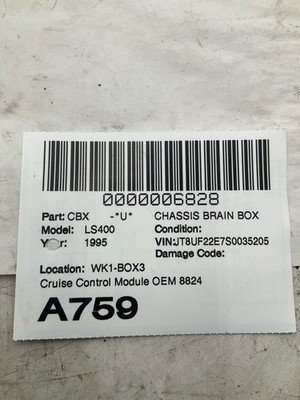 0000006828
Part: CBX -*U* CHASSIS BRAIN BOX
Model: LS400 Condition:
Year: 1995 VIN:JT8UF22E7S0035205
Damage Code:
Location: WK1-BOX3
Cruise Control Module OEM 8824
A759